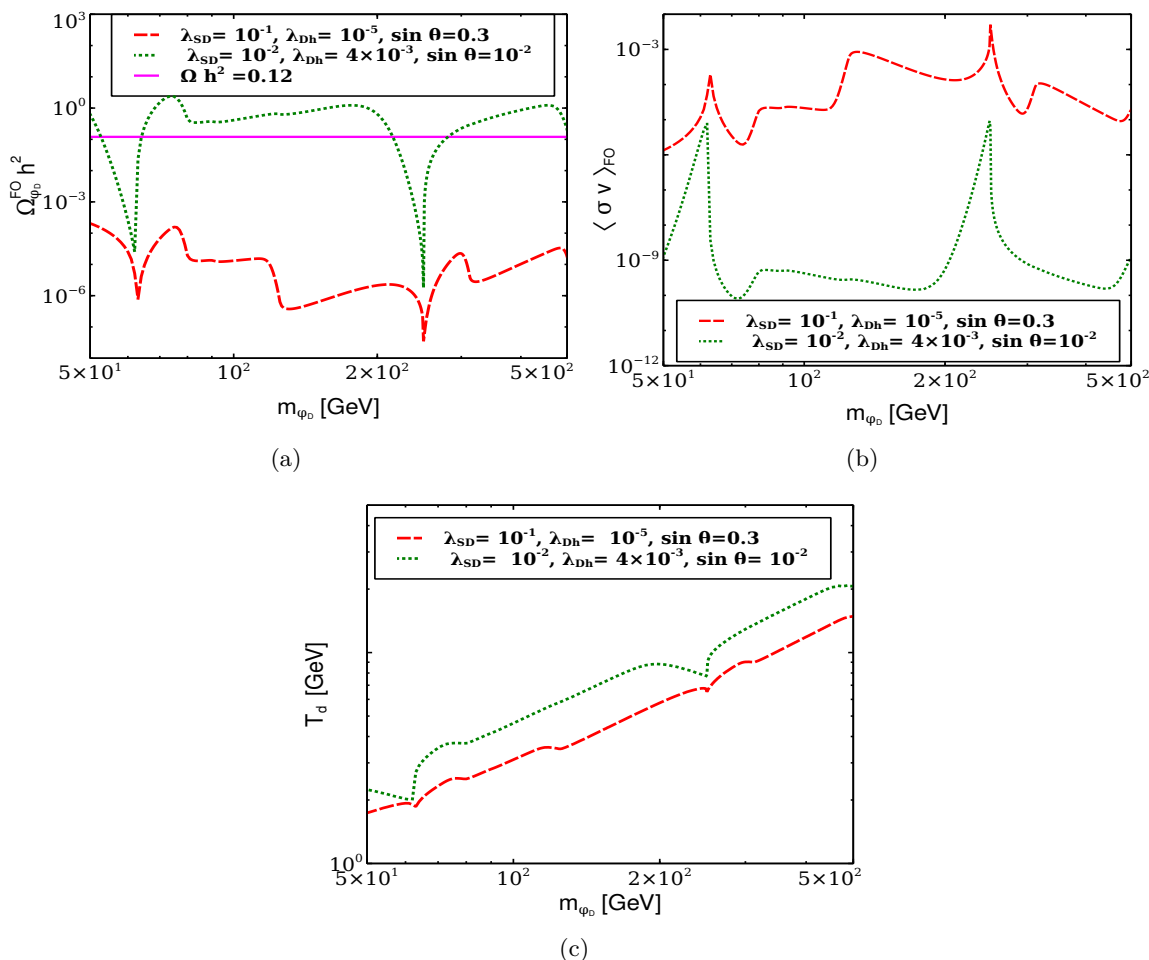 10³
10⁰
10⁻³
10⁻⁶
Ω_φD^FO h²
λSD= 10⁻¹, λDh= 10⁻⁵, sin θ=0.3
λSD= 10⁻², λDh= 4×10⁻³, sin θ=10⁻²
Ω h² =0.12
5×10¹ 10² 2×10² 5×10²
mφD [GeV]
(a)
10⁻³
10⁻⁹
10⁻¹²
⟨ σ v ⟩FO
λSD= 10⁻¹, λDh= 10⁻⁵, sin θ=0.3
λSD= 10⁻², λDh= 4×10⁻³, sin θ=10⁻²
5×10¹ 10² 2×10² 5×10²
mφD [GeV]
(b)
T_d [GeV]
λSD= 10⁻¹, λDh= 10⁻⁵, sin θ=0.3
λSD= 10⁻², λDh= 4×10⁻³, sin θ= 10⁻²
10⁰
5×10¹ 10² 2×10² 5×10²
mφD [GeV]
(c)